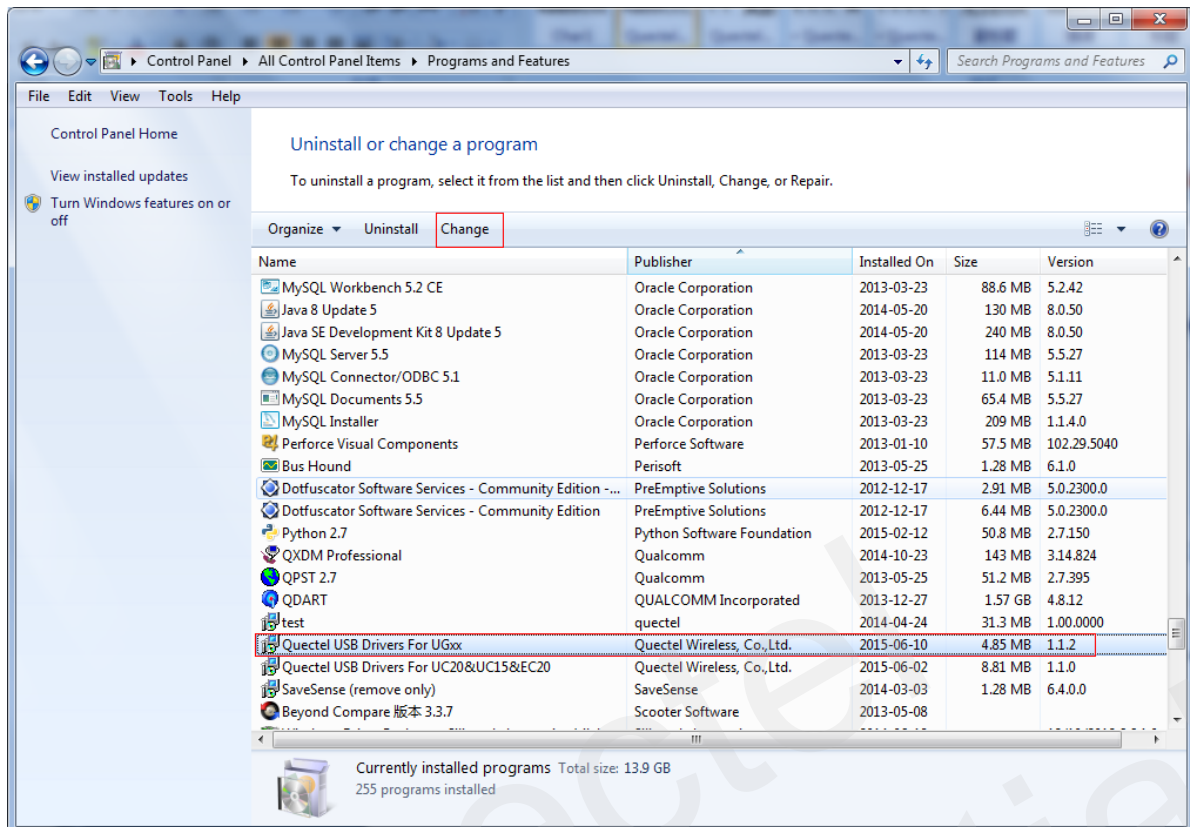 Control Panel ▸ All Control Panel Items ▸ Programs and Features
Search Programs and Features
File Edit View Tools Help
Control Panel Home
View installed updates
Turn Windows features on or
off
Uninstall or change a program
To uninstall a program, select it from the list and then click Uninstall, Change, or Repair.
Organize Uninstall Change
Name Publisher Installed On Size Version
MySQL Workbench 5.2 CE Oracle Corporation 2013-03-23 88.6 MB 5.2.42
Java 8 Update 5 Oracle Corporation 2014-05-20 130 MB 8.0.50
Java SE Development Kit 8 Update 5 Oracle Corporation 2014-05-20 240 MB 8.0.50
MySQL Server 5.5 Oracle Corporation 2013-03-23 114 MB 5.5.27
MySQL Connector/ODBC 5.1 Oracle Corporation 2013-03-23 11.0 MB 5.1.11
MySQL Documents 5.5 Oracle Corporation 2013-03-23 65.4 MB 5.5.27
MySQL Installer Oracle Corporation 2013-03-23 209 MB 1.1.4.0
Perforce Visual Components Perforce Software 2013-01-10 57.5 MB 102.29.5040
Bus Hound Perisoft 2013-05-25 1.28 MB 6.1.0
Dotfuscator Software Services - Community Edition -... PreEmptive Solutions 2012-12-17 2.91 MB 5.0.2300.0
Dotfuscator Software Services - Community Edition PreEmptive Solutions 2012-12-17 6.44 MB 5.0.2300.0
Python 2.7 Python Software Foundation 2015-02-12 50.8 MB 2.7.150
QXDM Professional Qualcomm 2014-10-23 143 MB 3.14.824
QPST 2.7 Qualcomm 2013-05-25 51.2 MB 2.7.395
QDART QUALCOMM Incorporated 2013-12-27 1.57 GB 4.8.12
test quectel 2014-04-24 31.3 MB 1.00.0000
Quectel USB Drivers For UGxx Quectel Wireless, Co.,Ltd. 2015-06-10 4.85 MB 1.1.2
Quectel USB Drivers For UC20&UC15&EC20 Quectel Wireless, Co.,Ltd. 2015-06-02 8.81 MB 1.1.0
SaveSense (remove only) SaveSense 2014-03-03 1.28 MB 6.4.0.0
Beyond Compare 版本 3.3.7 Scooter Software 2013-05-08
Currently installed programs Total size: 13.9 GB
255 programs installed